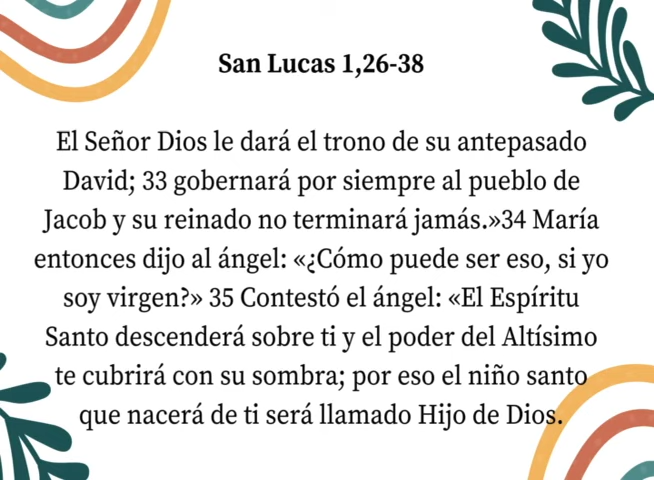 San Lucas 1,26-38
El Señor Dios le dará el trono de su antepasado
David; 33 gobernará por siempre al pueblo de
Jacob y su reinado no terminará jamás.»34 María
entonces dijo al ángel: «¿Cómo puede ser eso, si yo
soy virgen?» 35 Contestó el ángel: «El Espíritu
Santo descenderá sobre ti y el poder del Altísimo
te cubrirá con su sombra; por eso el niño santo
que nacerá de ti será llamado Hijo de Dios.